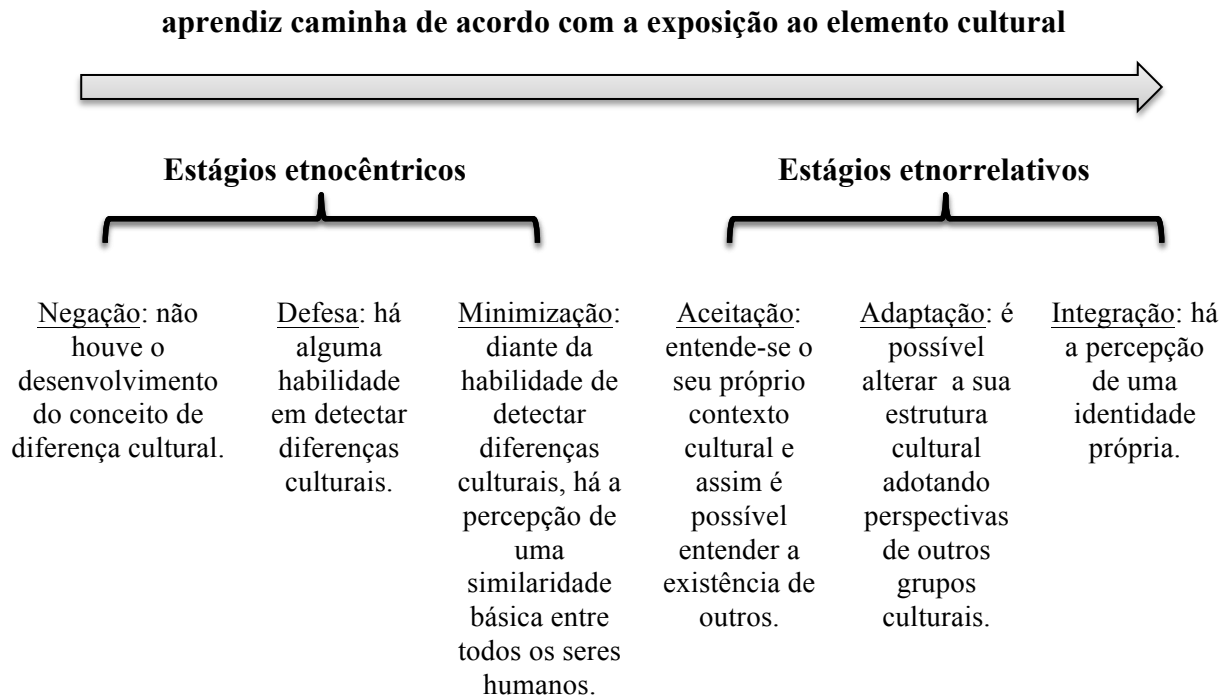 aprendiz caminha de acordo com a exposição ao elemento cultural
Estágios etnocêntricos
Estágios etnorrelativos
Negação: não
houve o
desenvolvimento
do conceito de
diferença cultural.
Defesa: há
alguma
habilidade
em detectar
diferenças
culturais.
Minimização:
diante da
habilidade de
detectar
diferenças
culturais, há a
percepção de
uma
similaridade
básica entre
todos os seres
humanos.
Aceitação:
entende-se o
seu próprio
contexto
cultural e
assim é
possível
entender a
existência de
outros.
Adaptação: é
possível
alterar a sua
estrutura
cultural
adotando
perspectivas
de outros
grupos
culturais.
Integração: há
a percepção
de uma
identidade
própria.